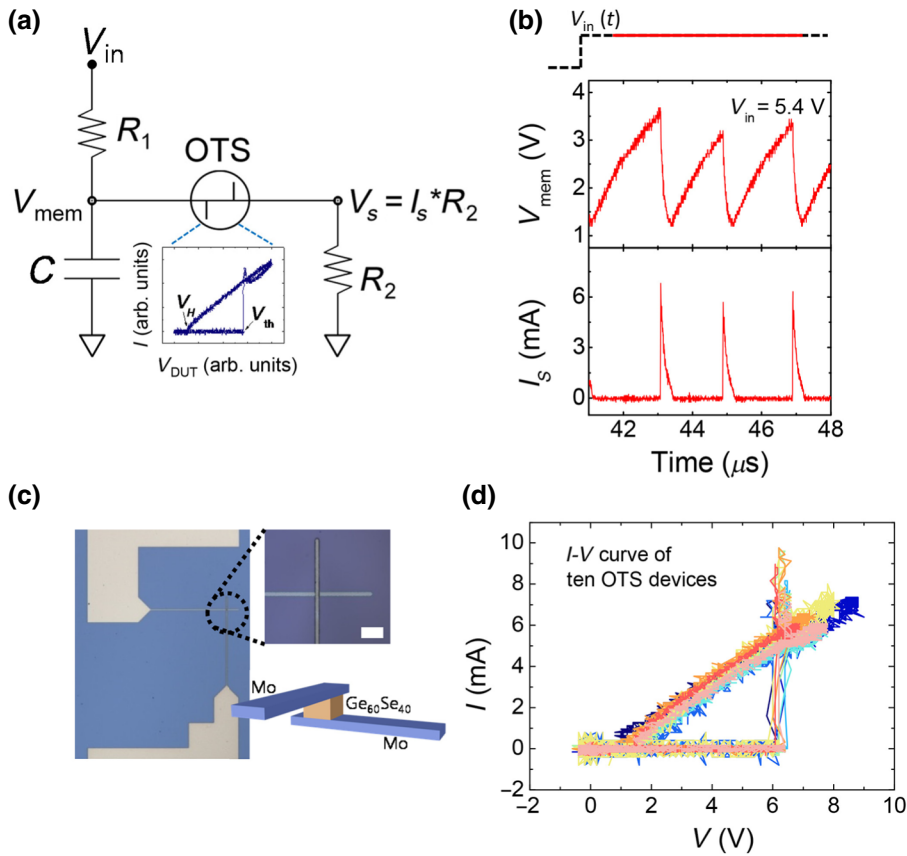 (a)
V_in
R_1
OTS
V_mem
V_s = I_s*R_2
C
R_2
I (arb. units)
V_H
V_th
V_DUT (arb. units)
(b)
V_in (t)
V_mem (V)
4
3
2
1
V_in = 5.4 V
I_S (mA)
6
3
0
42 44 46 48
Time (μs)
(c)
Mo
Ge_60Se_40
Mo
(d)
I-V curve of
ten OTS devices
I (mA)
10
8
6
4
2
0
−2
−2 0 2 4 6 8 10
V (V)